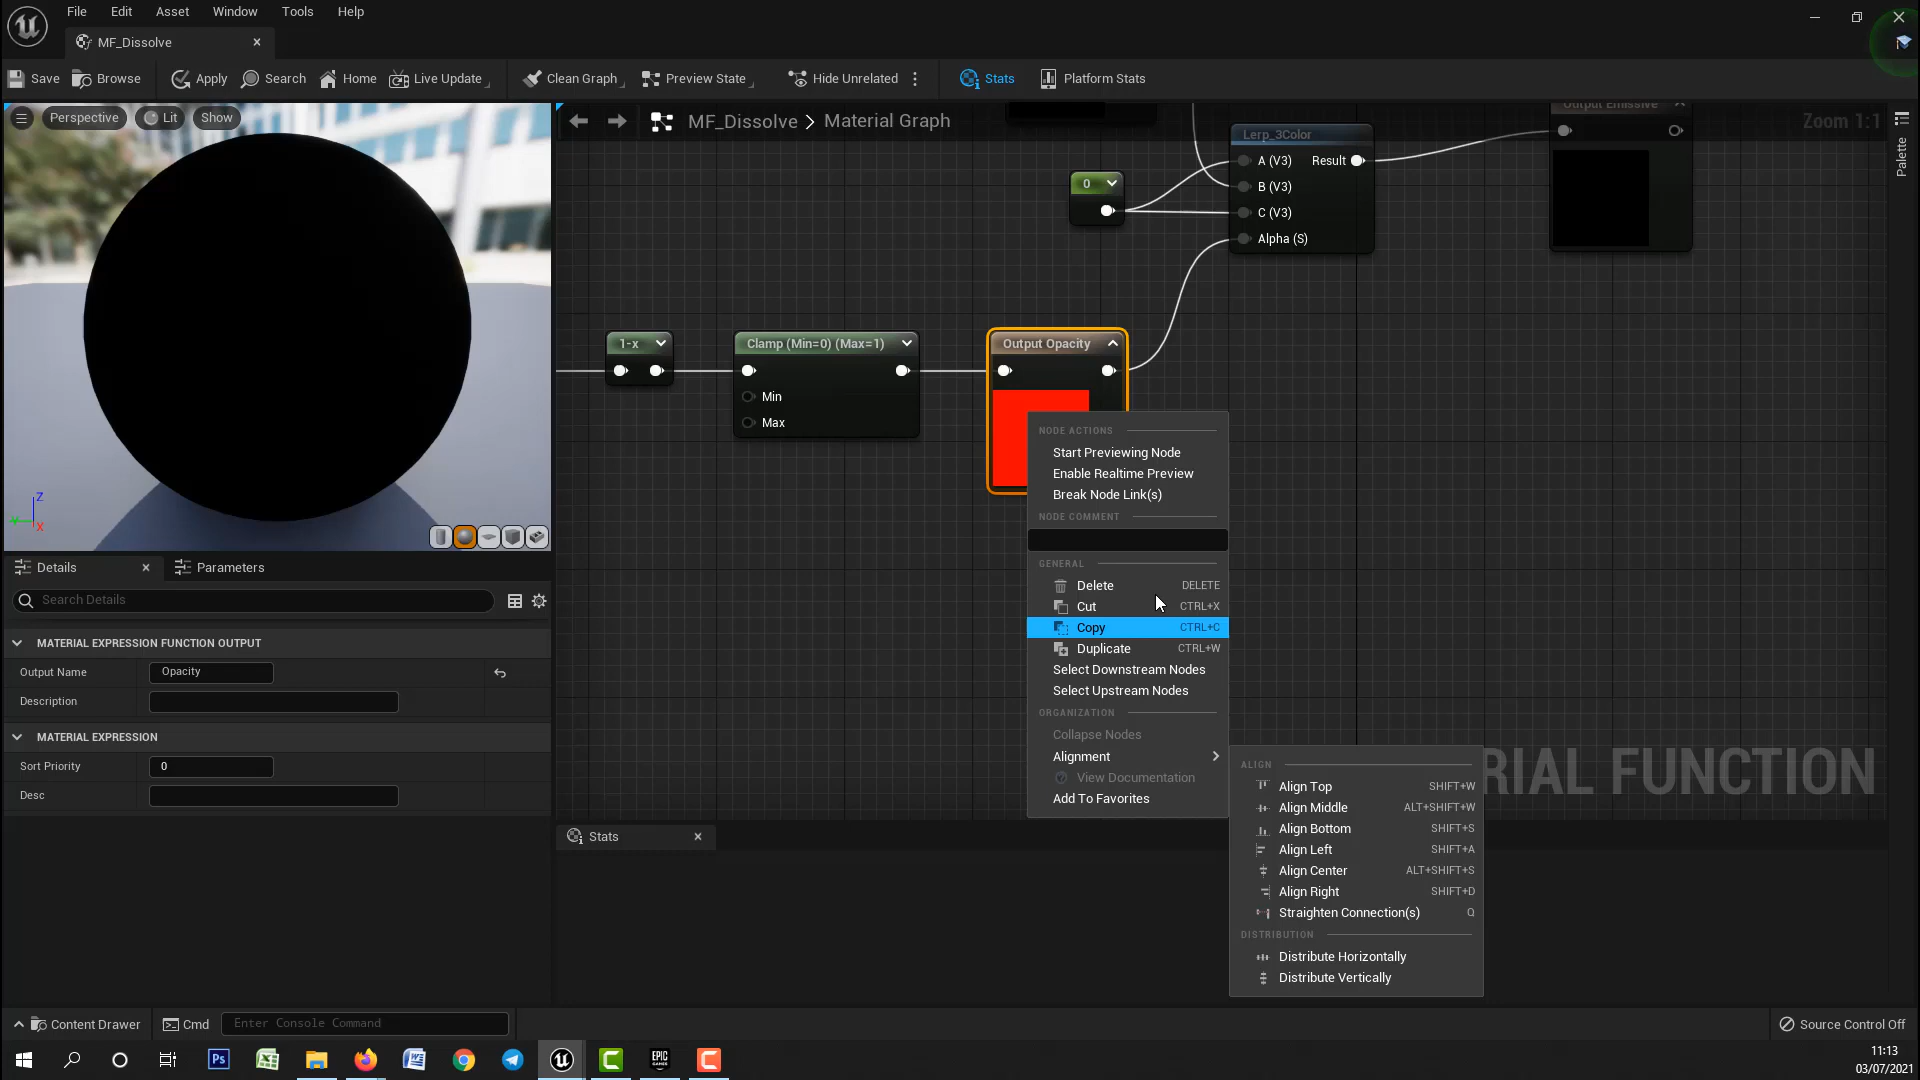 File Edit Asset Window Tools Help
MF_Dissolve
Save Browse Apply Search Home Live Update Clean Graph Preview State Hide Unrelated Stats Platform Stats
Perspective Lit Show
MF_Dissolve > Material Graph
Zoom 1:1
Palette
Output Emissive
Lerp_3Color
A (V3) Result
B (V3)
C (V3)
Alpha (S)
0
1-x
Clamp (Min=0) (Max=1)
Min
Max
Output Opacity
NODE ACTIONS
Start Previewing Node
Enable Realtime Preview
Break Node Link(s)
NODE COMMENT
GENERAL
Delete DELETE
Cut CTRL+X
Copy CTRL+C
Duplicate CTRL+W
Select Downstream Nodes
Select Upstream Nodes
ORGANIZATION
Collapse Nodes
Alignment
View Documentation
Add To Favorites
ALIGN
Align Top SHIFT+W
Align Middle ALT+SHIFT+W
Align Bottom SHIFT+S
Align Left SHIFT+A
Align Center ALT+SHIFT+S
Align Right SHIFT+D
Straighten Connection(s) Q
DISTRIBUTION
Distribute Horizontally
Distribute Vertically
RIAL FUNCTION
Z
Y
X
Details Parameters
Search Details
MATERIAL EXPRESSION FUNCTION OUTPUT
Output Name Opacity
Description
MATERIAL EXPRESSION
Sort Priority 0
Desc
Stats
Content Drawer Cmd Enter Console Command
Source Control Off
Ps
EPIC GAMES
11:13
03/07/2021